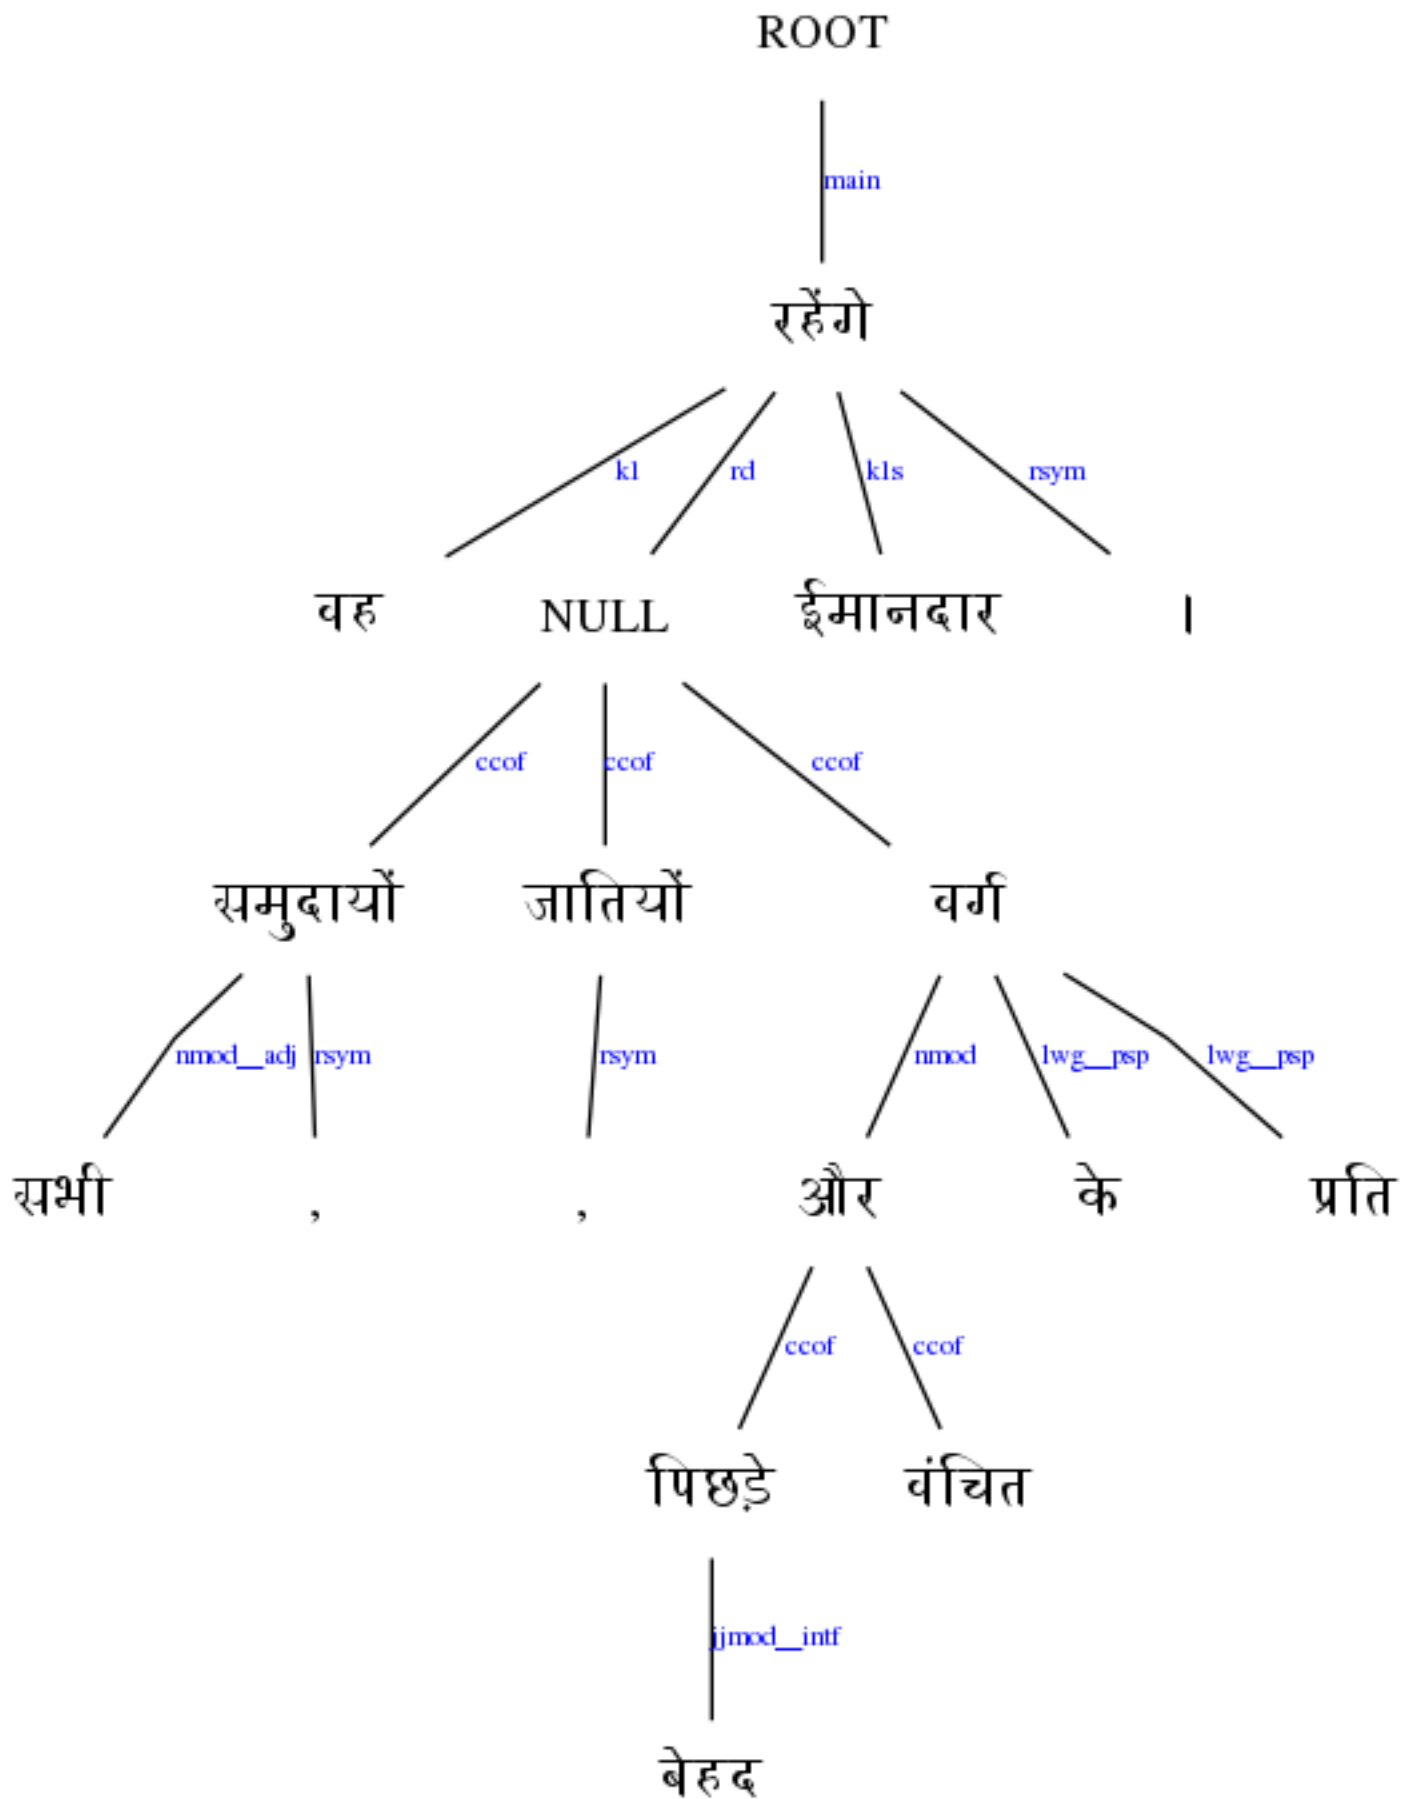 ROOT
main
रहेंगे
k1 rd k1s rsym
वह NULL ईमानदार ।
ccof ccof ccof
समुदायों जातियों वर्ग
nmod__adj rsym rsym nmod lwg__psp lwg__psp
सभी , , और के प्रति
ccof ccof
पिछड़े वंचित
jjmod__intf
बेहद